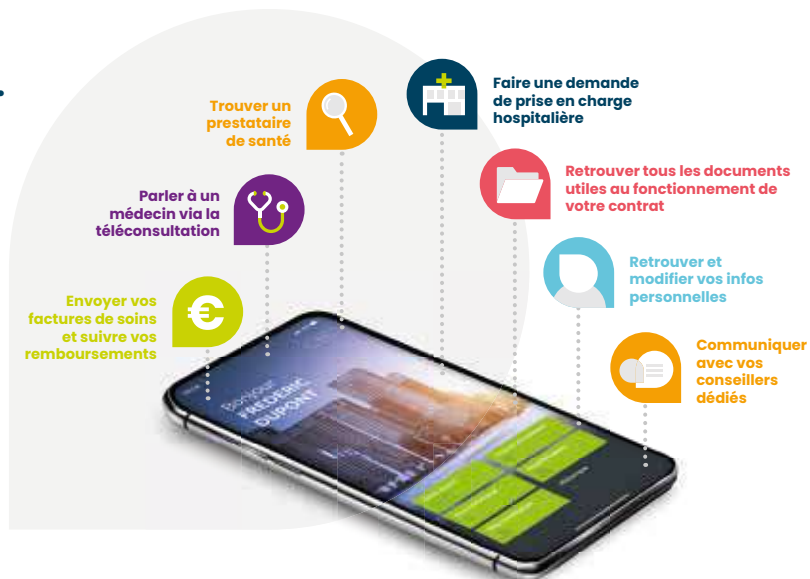 Faire une demande
de prise en charge
hospitalière
Trouver un
prestataire
de santé
Retrouver tous les documents
utiles au fonctionnement de
votre contrat
Parler à un
médecin via la
téléconsultation
Retrouver et
modifier vos infos
personnelles
Envoyer vos
factures de soins
et suivre vos
remboursements
Communiquer
avec vos
conseillers
dédiés
Bonjour
FREDERIC
DUPONT